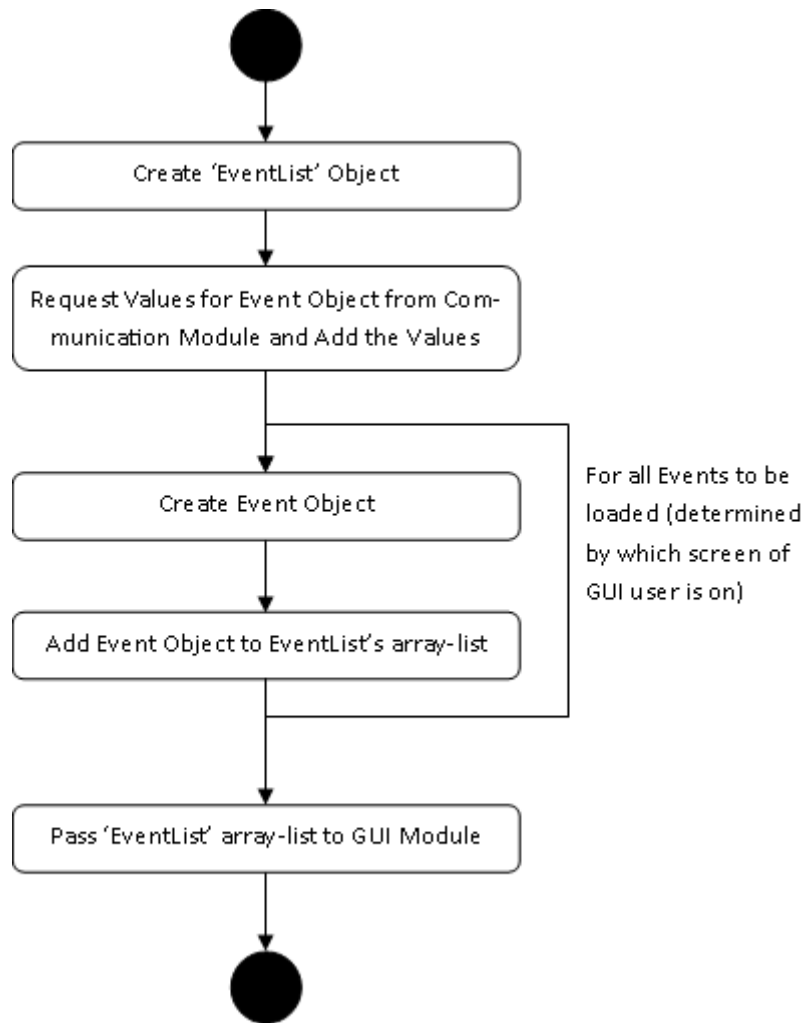 Create ‘EventList’ Object
Request Values for Event Object from Com-
munication Module and Add the Values
For all Events to be
loaded (determined
by which screen of
GUI user is on)
Create Event Object
Add Event Object to EventList’s array-list
Pass ‘EventList’ array-list to GUI Module